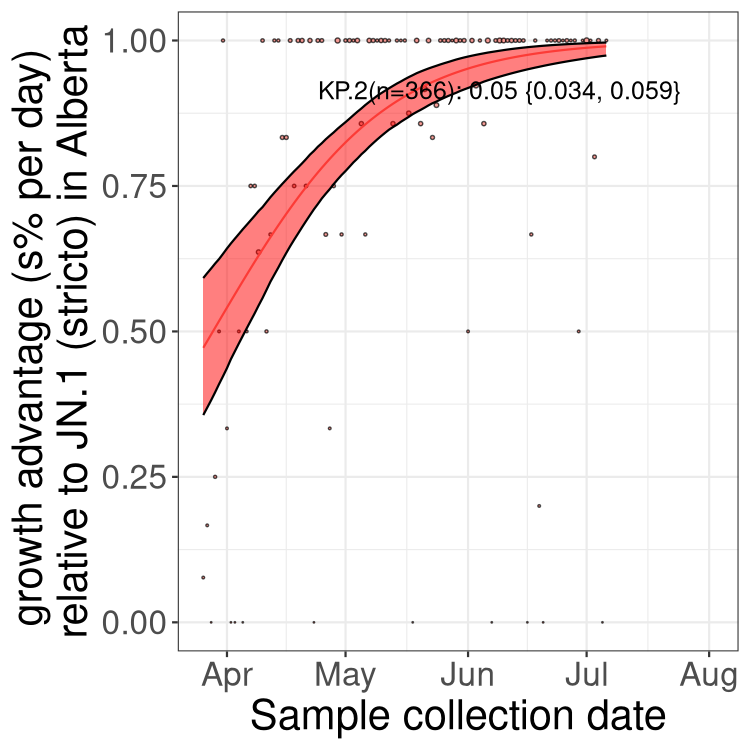 growth advantage (s% per day)
relative to JN.1 (stricto) in Alberta
1.00
0.75
0.50
0.25
0.00
KP.2(n=366): 0.05 {0.034, 0.059}
Apr May Jun Jul Aug
Sample collection date